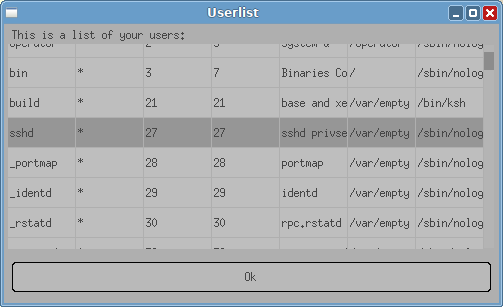 Userlist
This is a list of your users:
operator * 2 5 System & /operator /sbin/nolog
bin * 3 7 Binaries Co / /sbin/nolog
build * 21 21 base and xe /var/empty /bin/ksh
sshd * 27 27 sshd privse /var/empty /sbin/nolog
_portmap * 28 28 portmap /var/empty /sbin/nolog
_identd * 29 29 identd /var/empty /sbin/nolog
_rstatd * 30 30 rpc.rstatd /var/empty /sbin/nolog
Ok